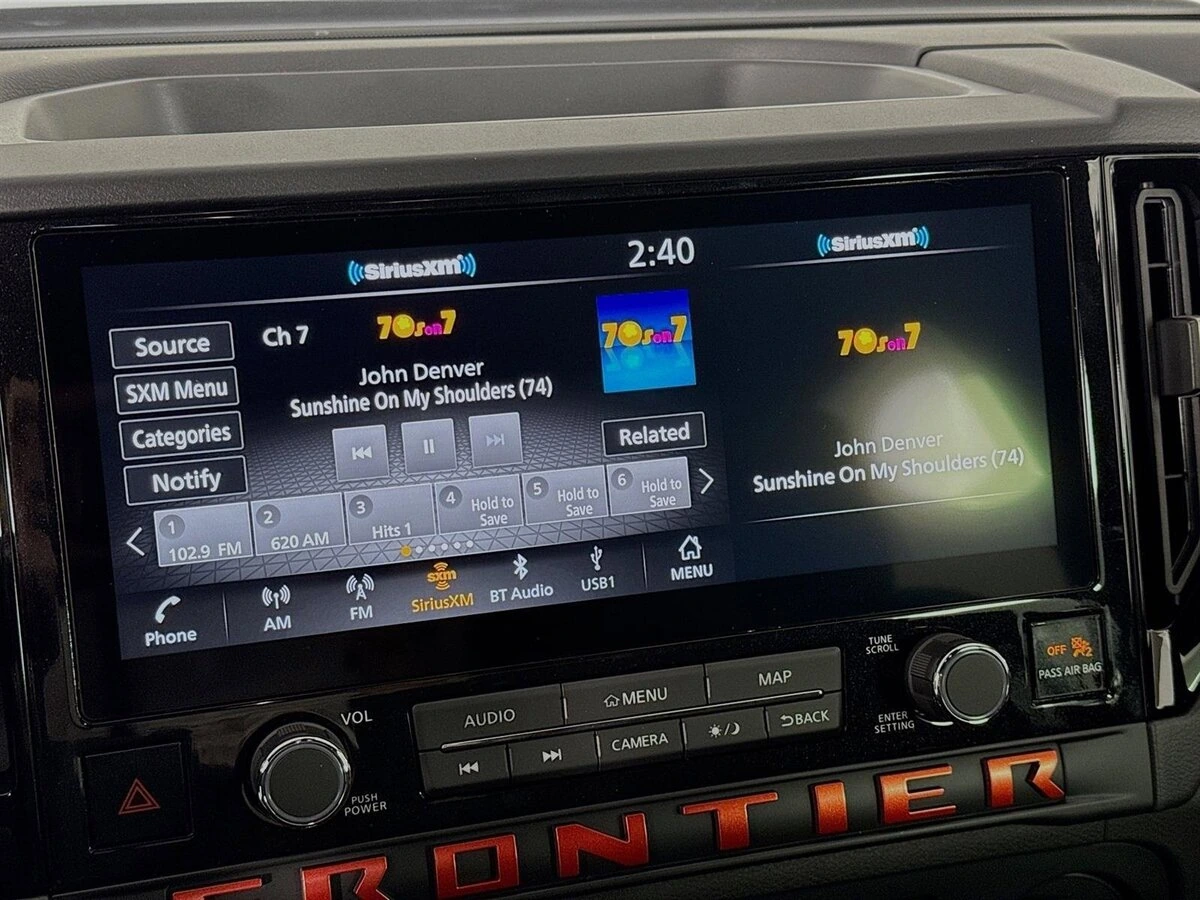 SiriusXM
2:40
SiriusXM
Source
Ch 7
70s on 7
70s on 7
70s on 7
SXM Menu
John Denver
Sunshine On My Shoulders (74)
Categories
Related
Notify
John Denver
Sunshine On My Shoulders (74)
1
102.9 FM
2
620 AM
3
Hits 1
4
Hold to
Save
5
Hold to
Save
6
Hold to
Save
Phone
AM
FM
sxm
SiriusXM
BT Audio
USB1
MENU
TUNE
SCROLL
OFF 2
PASS AIR BAG
VOL
AUDIO
MENU
MAP
CAMERA
BACK
ENTER
SETTING
PUSH
POWER
FRONTIER